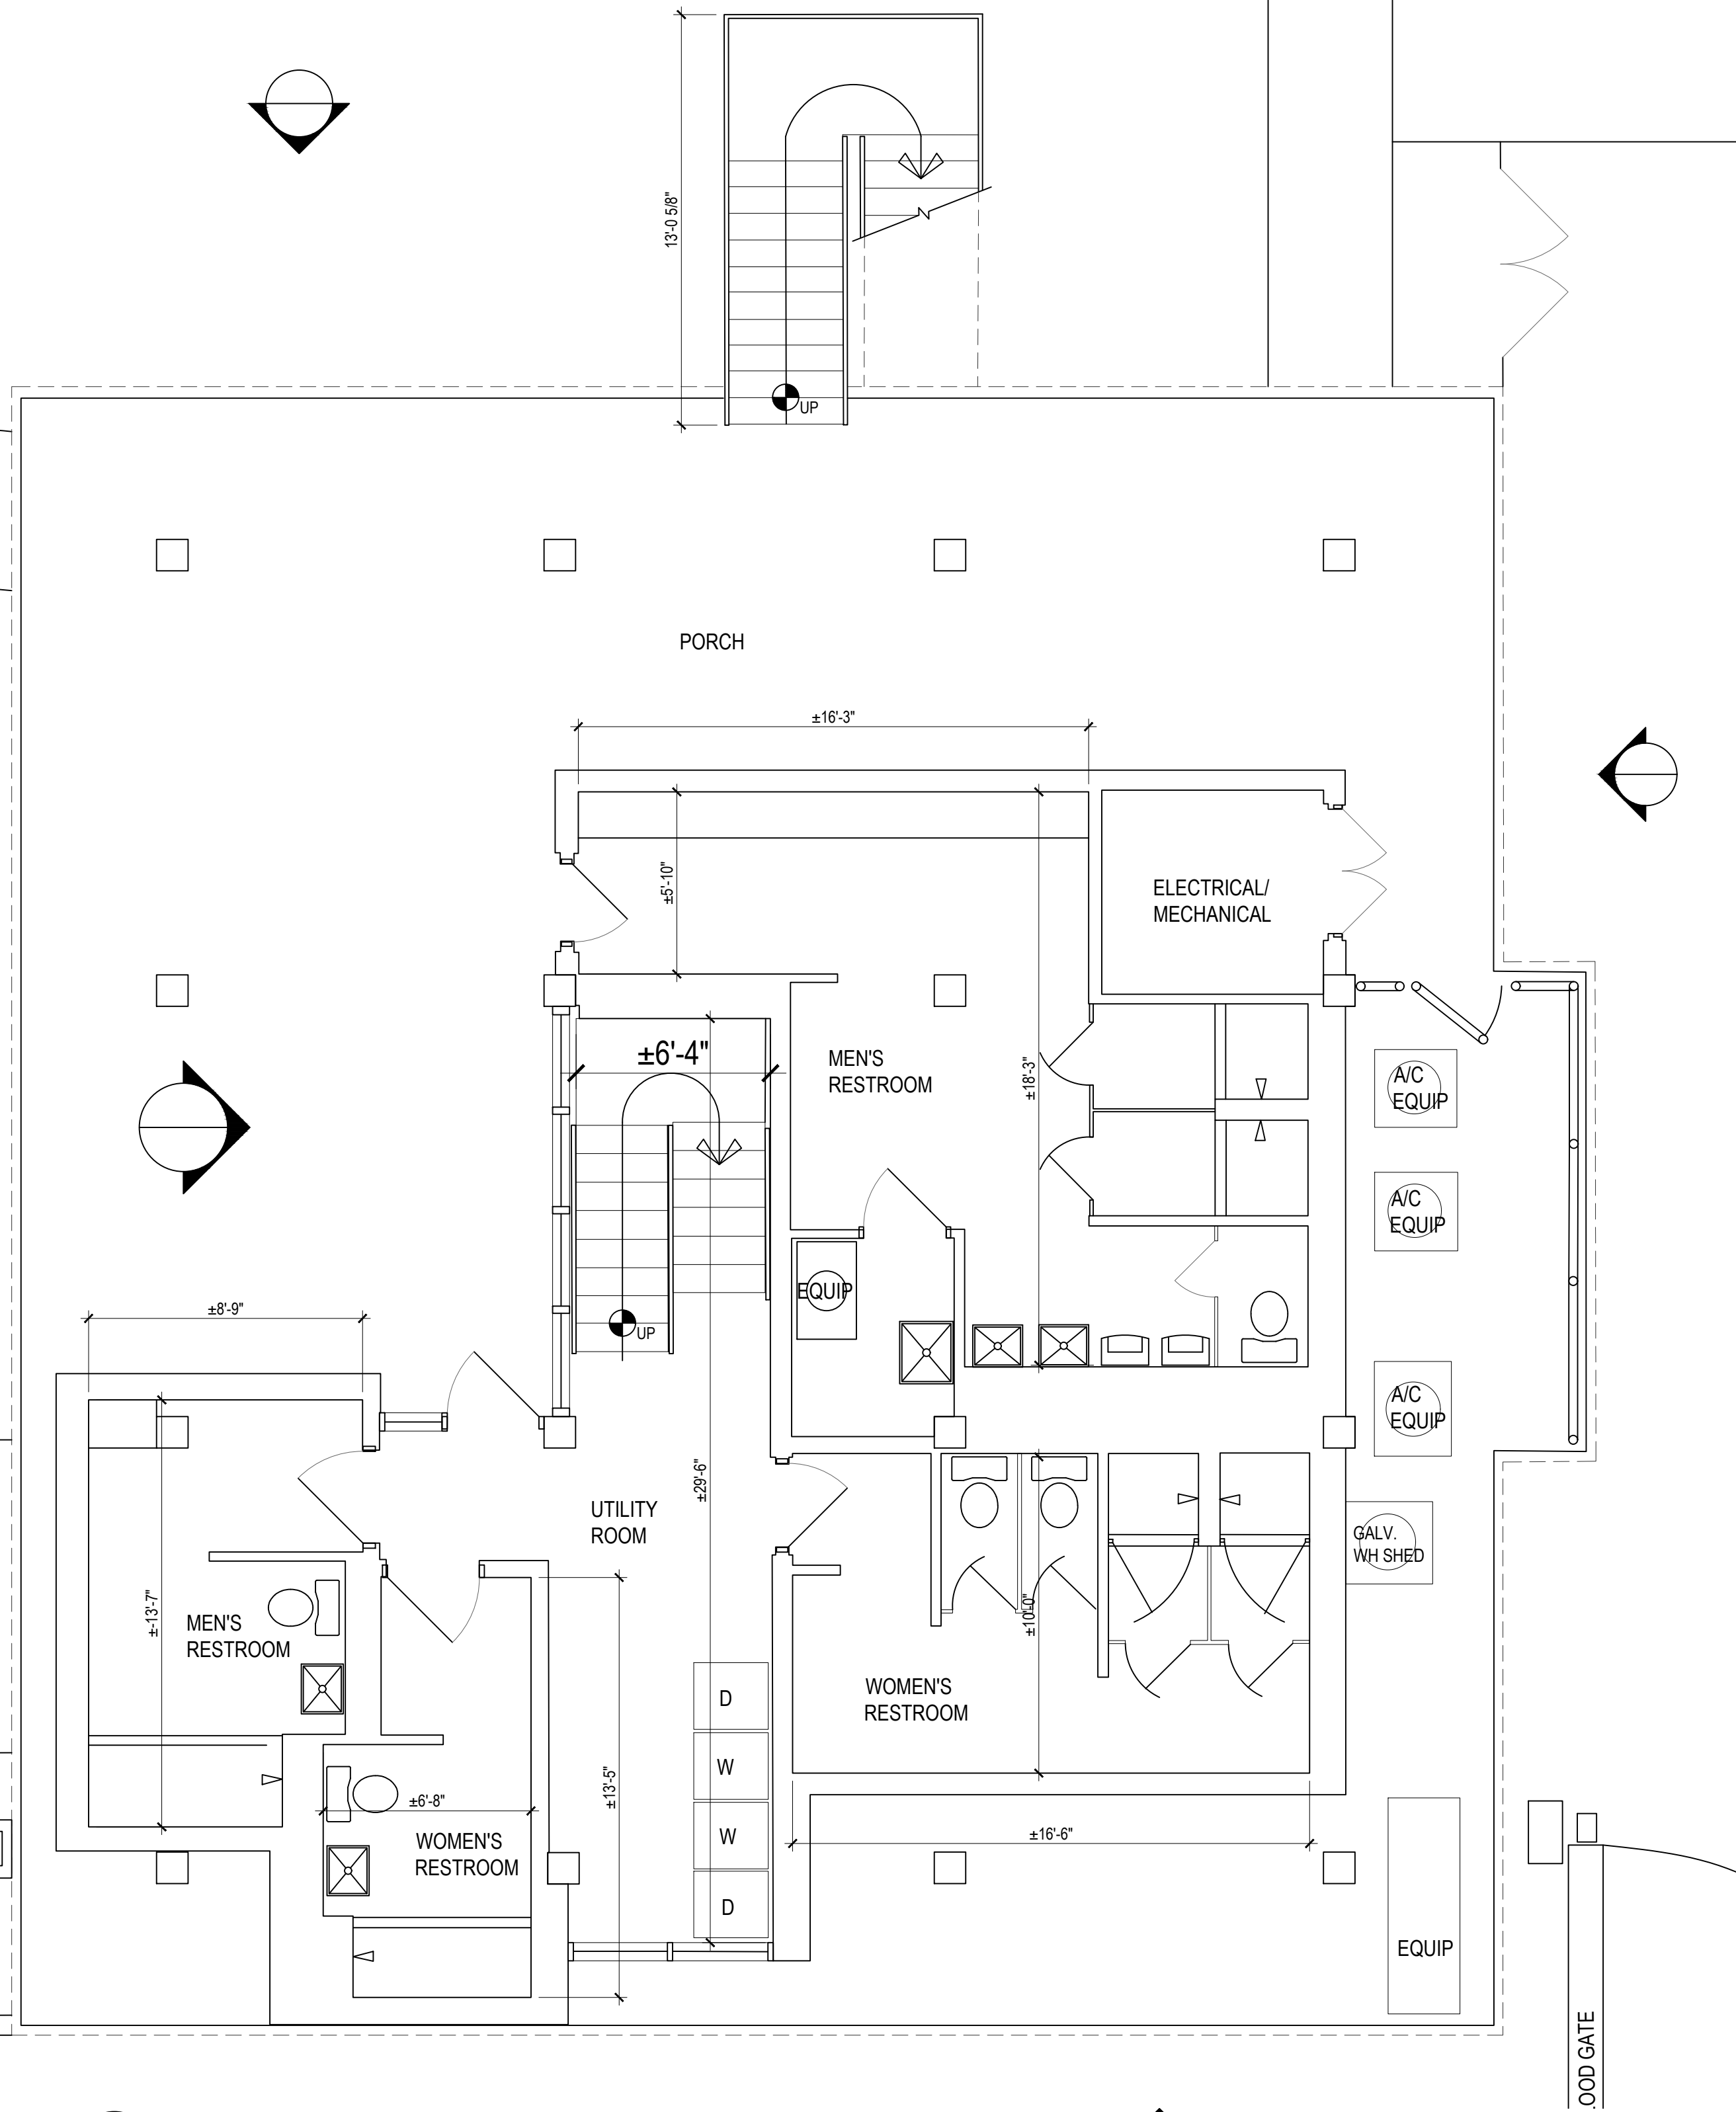 13'-0 5/8"
UP
PORCH
±16'-3"
±5'-10"
ELECTRICAL/
MECHANICAL
±6'-4"
MEN'S
RESTROOM
±18'-3"
A/C
EQUIP
A/C
EQUIP
EQUIP
±8'-9"
UP
A/C
EQUIP
±29'-6"
UTILITY
ROOM
GALV.
WH SHED
±-13'-7"
MEN'S
RESTROOM
±10'-0"
WOMEN'S
RESTROOM
D
W
±13'-5"
±6'-8"
W
±16'-6"
WOMEN'S
RESTROOM
D
EQUIP
OOD GATE